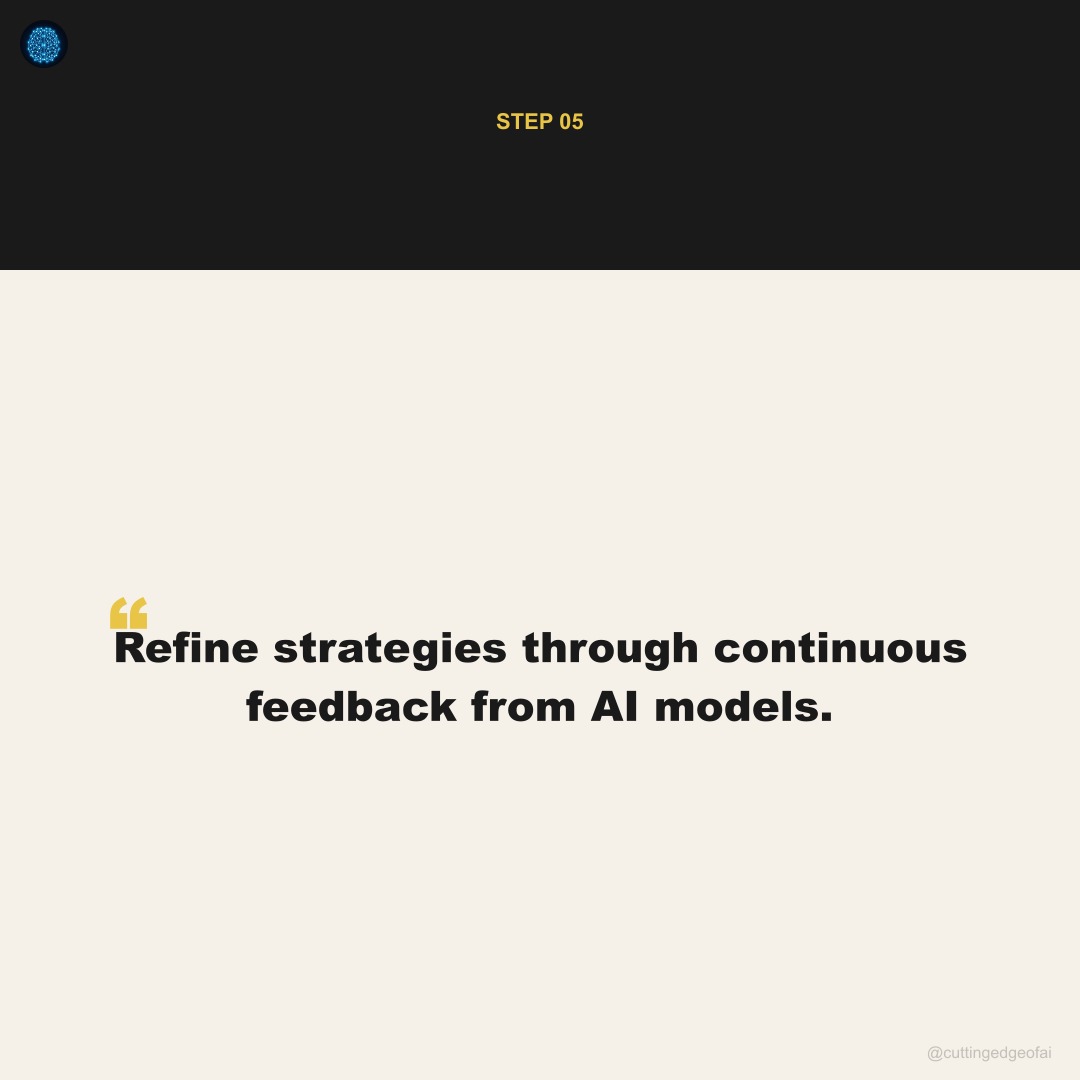 STEP 05
“
Refine strategies through continuous
feedback from AI models.
@cuttingedgeofai